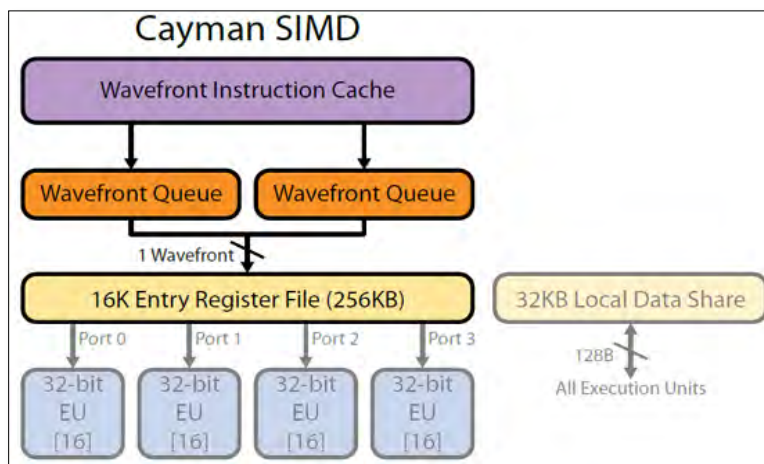 Cayman SIMD
Wavefront Instruction Cache
Wavefront Queue
Wavefront Queue
1 Wavefront
16K Entry Register File (256KB)
32KB Local Data Share
Port 0
Port 1
Port 2
Port 3
32-bit
EU
[16]
32-bit
EU
[16]
32-bit
EU
[16]
32-bit
EU
[16]
128B
All Execution Units